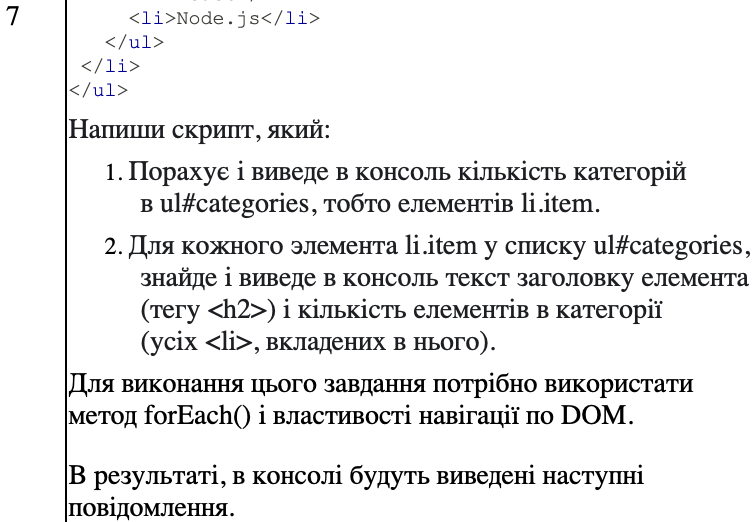 7
<li>Node.js</li>
</ul>
</li>
</ul>
Напиши скрипт, який:
1. Порахує і виведе в консоль кількість категорій
в ul#categories, тобто елементів li.item.
2. Для кожного элемента li.item у списку ul#categories,
знайде і виведе в консоль текст заголовку елемента
(тегу <h2>) і кількість елементів в категорії
(усіх <li>, вкладених в нього).
Для виконання цього завдання потрібно використати
метод forEach() і властивості навігації по DOM.
В результаті, в консолі будуть виведені наступні
повідомлення.